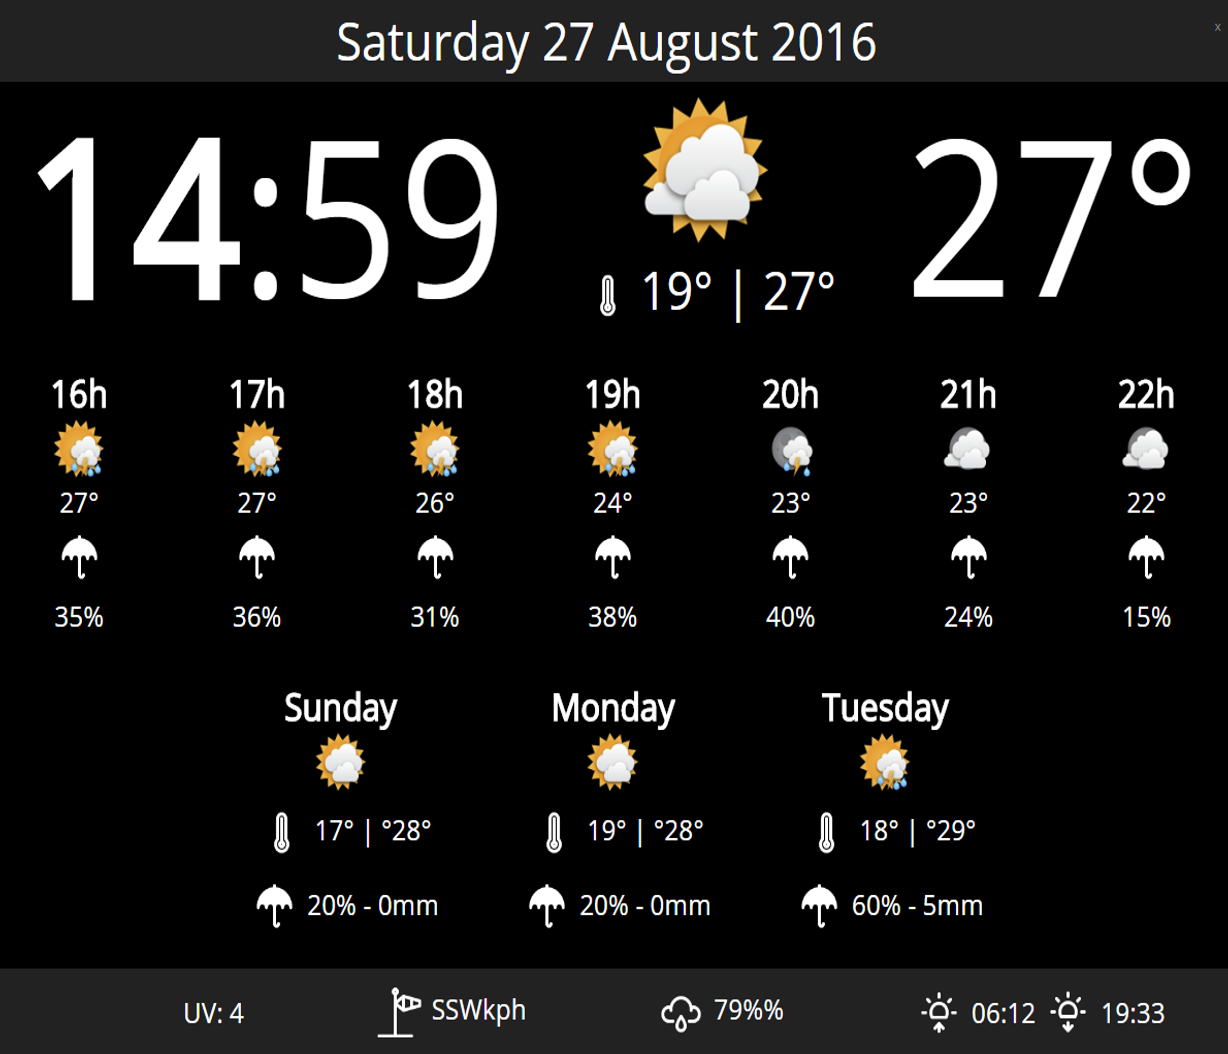 Saturday 27 August 2016
x
14:59
27°
19° | 27°
16h 17h 18h 19h 20h 21h 22h
27° 27° 26° 24° 23° 23° 22°
35% 36% 31% 38% 40% 24% 15%
Sunday Monday Tuesday
17° | °28° 19° | °28° 18° | °29°
20% - 0mm 20% - 0mm 60% - 5mm
UV: 4 SSWkph 79%% 06:12 19:33